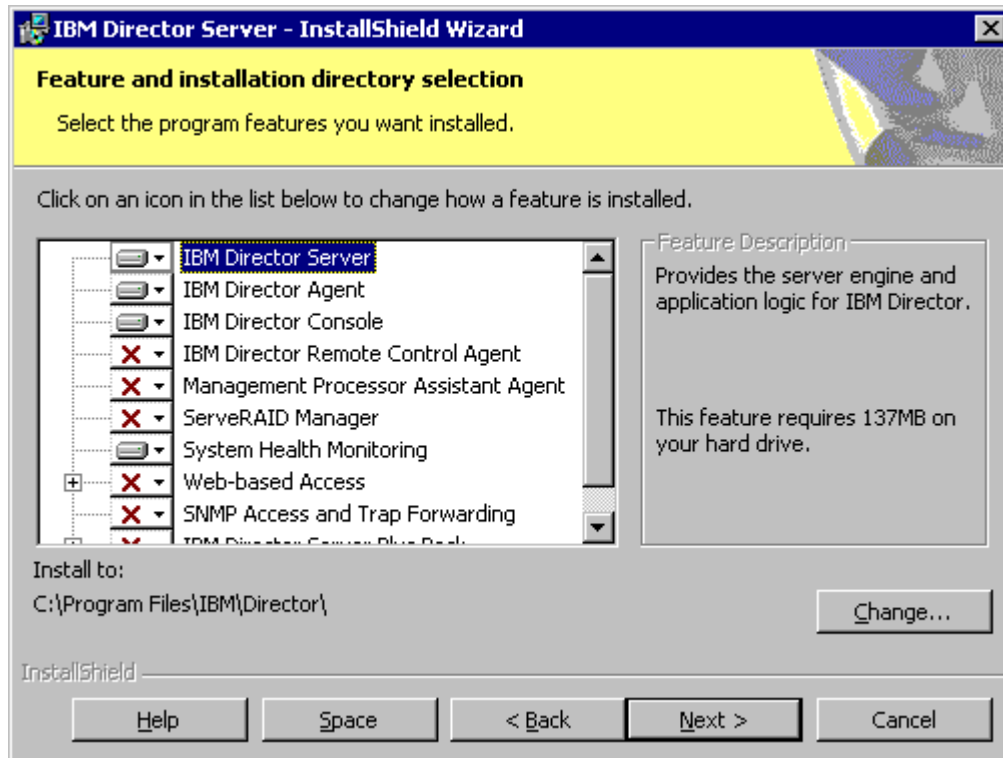 IBM Director Server - InstallShield Wizard
Feature and installation directory selection
Select the program features you want installed.
Click on an icon in the list below to change how a feature is installed.
IBM Director Server
IBM Director Agent
IBM Director Console
IBM Director Remote Control Agent
Management Processor Assistant Agent
ServeRAID Manager
System Health Monitoring
Web-based Access
SNMP Access and Trap Forwarding
IBM Director Server Plus Pack
Feature Description
Provides the server engine and
application logic for IBM Director.
This feature requires 137MB on
your hard drive.
Install to:
C:\Program Files\IBM\Director\
Change...
InstallShield
Help
Space
< Back
Next >
Cancel